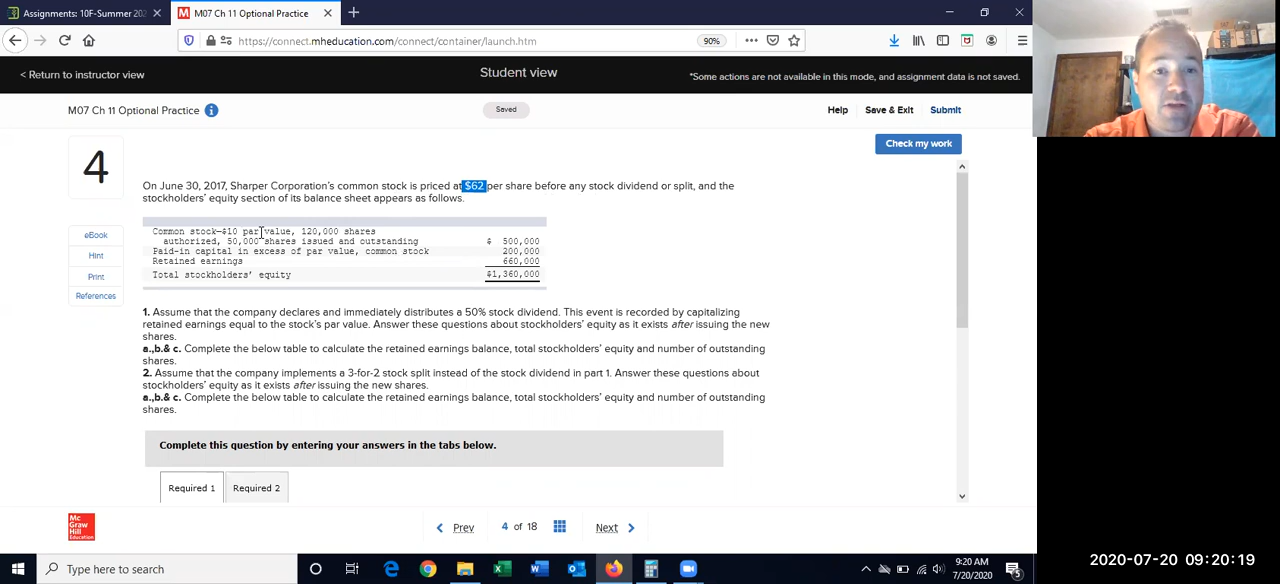 Assignments: 10F-Summer 202
M07 Ch 11 Optional Practice
https://connect.mheducation.com/connect/container/launch.htm
90%
< Return to instructor view
Student view
*Some actions are not available in this mode, and assignment data is not saved.
M07 Ch 11 Optional Practice
Saved
Help
Save & Exit
Submit
Check my work
4
eBook
Hint
Print
References
On June 30, 2017, Sharper Corporation's common stock is priced at $62 per share before any stock dividend or split, and the
stockholders' equity section of its balance sheet appears as follows.
Common stock—$10 par value, 120,000 shares
authorized, 50,000 shares issued and outstanding $ 500,000
Paid-in capital in excess of par value, common stock 200,000
Retained earnings 660,000
Total stockholders' equity $1,360,000
1. Assume that the company declares and immediately distributes a 50% stock dividend. This event is recorded by capitalizing
retained earnings equal to the stock's par value. Answer these questions about stockholders' equity as it exists after issuing the new
shares.
a.,b.& c. Complete the below table to calculate the retained earnings balance, total stockholders' equity and number of outstanding
shares.
2. Assume that the company implements a 3-for-2 stock split instead of the stock dividend in part 1. Answer these questions about
stockholders' equity as it exists after issuing the new shares.
a.,b.& c. Complete the below table to calculate the retained earnings balance, total stockholders' equity and number of outstanding
shares.
Complete this question by entering your answers in the tabs below.
Required 1
Required 2
Mc
Graw
Hill
Education
Prev
4 of 18
Next
Type here to search
9:20 AM
7/20/2020
5
2020-07-20 09:20:19